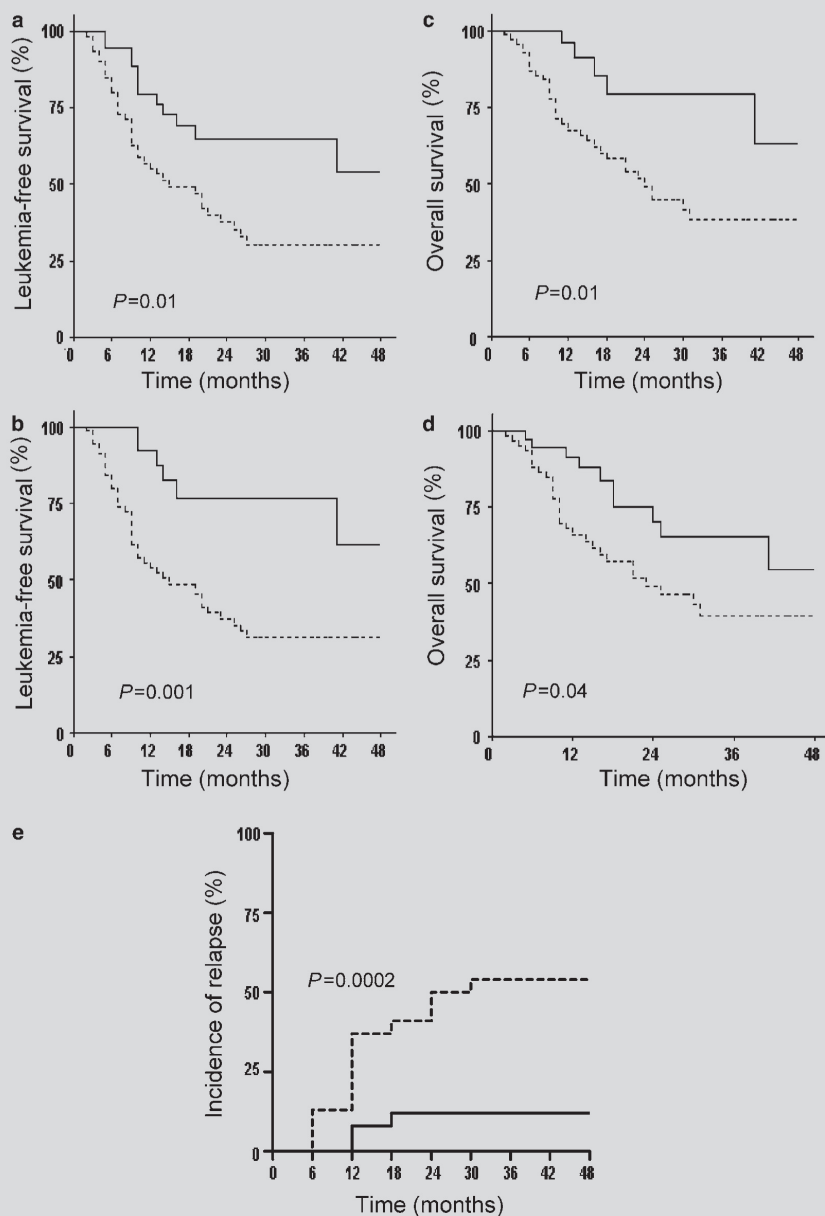 a
Leukemia-free survival (%)
100
75
50
25
0
0 6 12 18 24 30 36 42 48
Time (months)
P=0.01
c
Overall survival (%)
100
75
50
25
0
0 6 12 18 24 30 36 42 48
Time (months)
P=0.01
b
Leukemia-free survival (%)
100
75
50
25
0
0 6 12 18 24 30 36 42 48
Time (months)
P=0.001
d
Overall survival (%)
100
75
50
25
0
0 12 24 36 48
Time (months)
P=0.04
e
Incidence of relapse (%)
100
75
50
25
0
0 6 12 18 24 30 36 42 48
Time (months)
P=0.0002